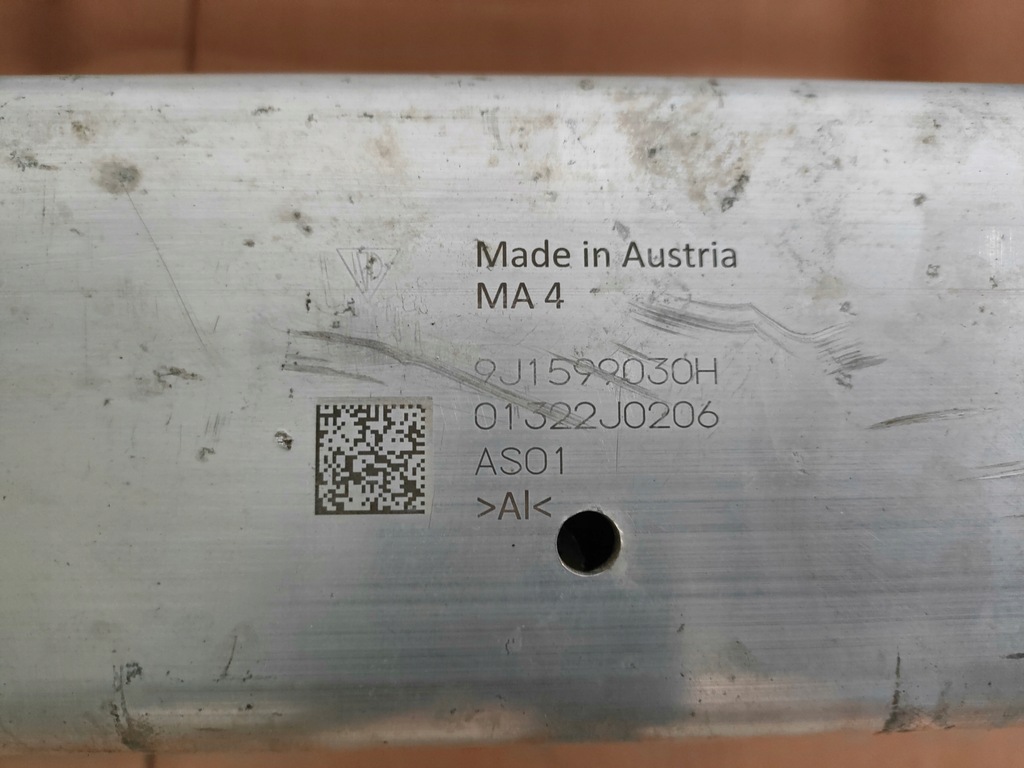 Made in Austria
MA 4
9J1599030H
01322J0206
AS01
>Al<